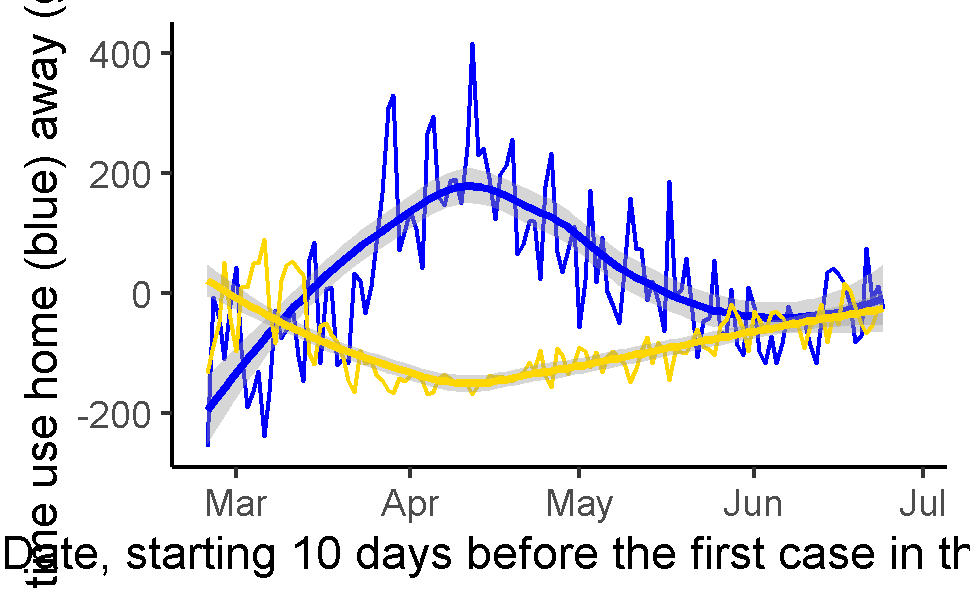 time use home (blue) away (
400
200
0
-200
Mar Apr May Jun Jul
Date, starting 10 days before the first case in th